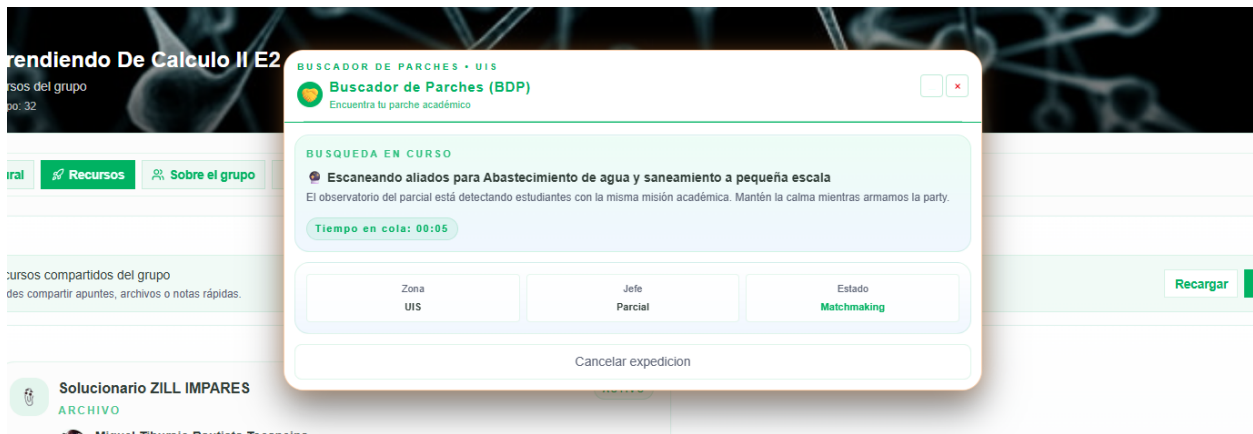 rendiendo De Calculo II E2
rsos del grupo
po: 32
BUSCADOR DE PARCHES • UIS
Buscador de Parches (BDP)
Encuentra tu parche académico
×
BUSQUEDA EN CURSO
Escaneando aliados para Abastecimiento de agua y saneamiento a pequeña escala
El observatorio del parcial está detectando estudiantes con la misma misión académica. Mantén la calma mientras armamos la party.
Tiempo en cola: 00:05
Zona
UIS
Jefe
Parcial
Estado
Matchmaking
Cancelar expedicion
ral
Recursos
Sobre el grupo
cursos compartidos del grupo
des compartir apuntes, archivos o notas rápidas.
Recargar
Solucionario ZILL IMPARES
ARCHIVO